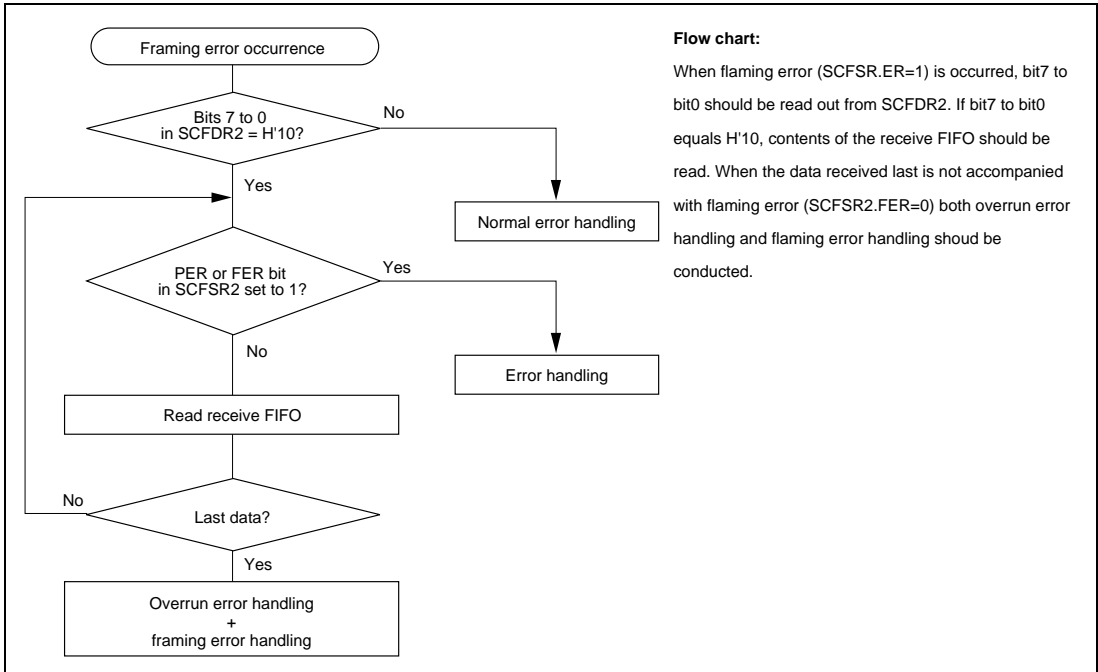 Framing error occurrence
Bits 7 to 0
in SCFDR2 = H'10?
No
Yes
Normal error handling
PER or FER bit
in SCFSR2 set to 1?
Yes
No
Error handling
Read receive FIFO
No
Last data?
Yes
Overrun error handling
+
framing error handling
Flow chart:
When flaming error (SCFSR.ER=1) is occurred, bit7 to
bit0 should be read out from SCFDR2. If bit7 to bit0
equals H'10, contents of the receive FIFO should be
read. When the data received last is not accompanied
with flaming error (SCFSR2.FER=0) both overrun error
handling and flaming error handling shoud be
conducted.